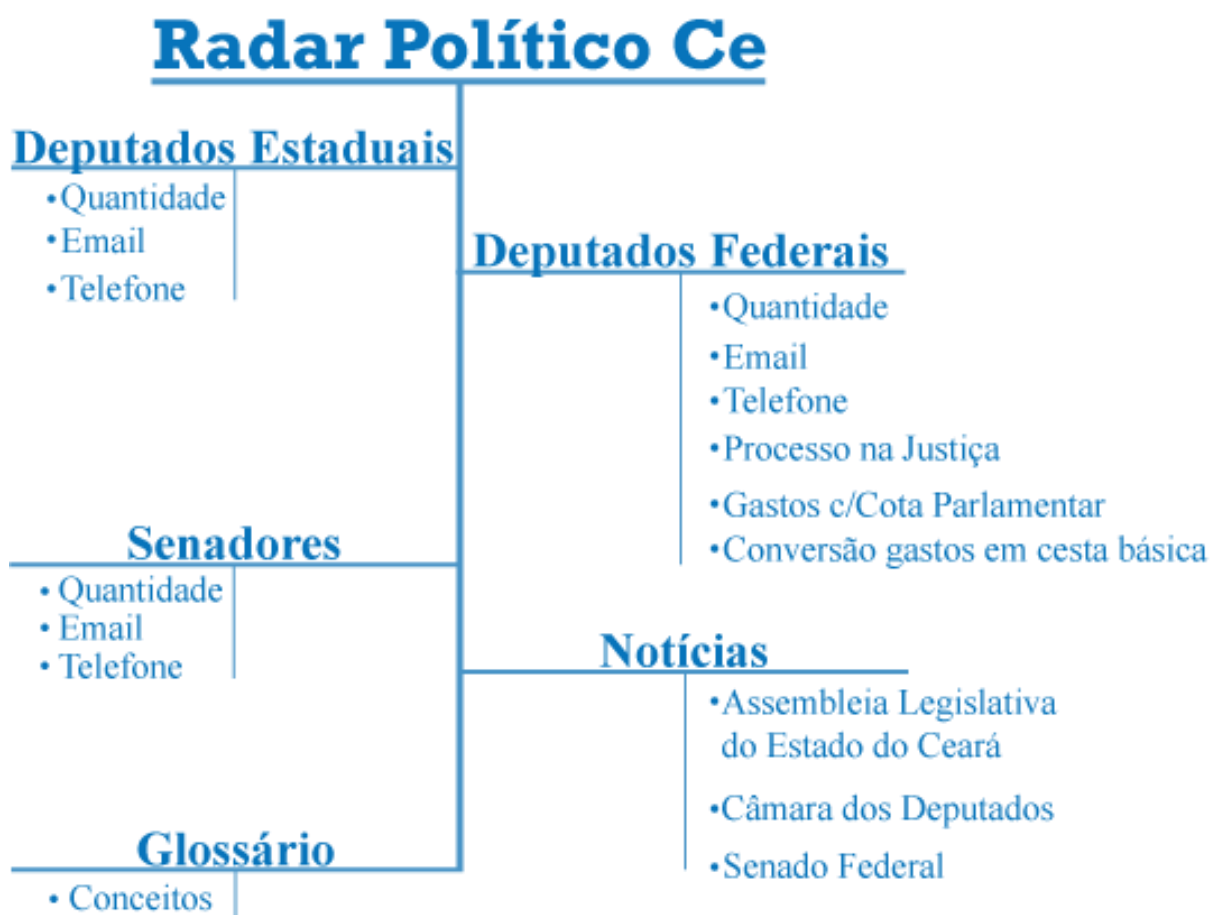 Radar Político Ce
Deputados Estaduais
•Quantidade
•Email
•Telefone
Deputados Federais
•Quantidade
•Email
•Telefone
•Processo na Justiça
•Gastos c/Cota Parlamentar
•Conversão gastos em cesta básica
Senadores
• Quantidade
• Email
• Telefone
Notícias
•Assembleia Legislativa
do Estado do Ceará
•Câmara dos Deputados
•Senado Federal
Glossário
• Conceitos